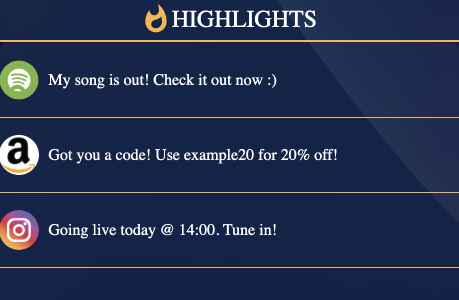 HIGHLIGHTS
My song is out! Check it out now :)
a
Got you a code! Use example20 for 20% off!
Going live today @ 14:00. Tune in!